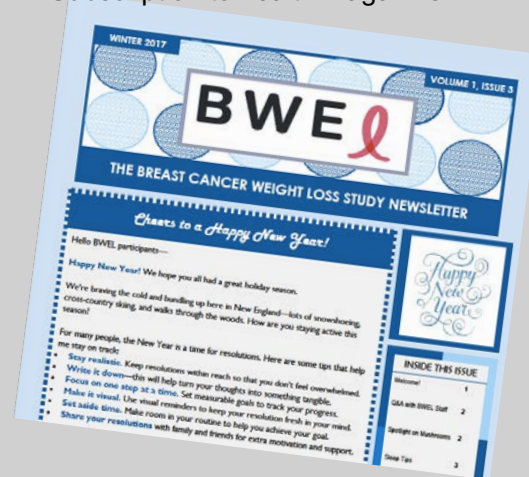 WINTER 2017
VOLUME 1, ISSUE 3
BWEL
THE BREAST CANCER WEIGHT LOSS STUDY NEWSLETTER
Cheers to a Happy New Year!
Hello BWEL participants—
Happy New Year! We hope you all had a great holiday season.
We're braving the cold and bundling up here in New England—lots of snowshoeing,
cross-country skiing, and walks through the woods. How are you staying active this
season?
For many people, the New Year is a time for resolutions. Here are some tips that help
me stay on track:
• Stay realistic. Keep resolutions within reach so that you don't feel overwhelmed.
• Write it down—this will help turn your thoughts into something tangible.
• Focus on one step at a time. Set measurable goals to track your progress.
• Make it visual. Use visual reminders to keep your resolution fresh in your mind.
• Set aside time. Make room in your routine to help you achieve your goal.
• Share your resolutions with family and friends for extra motivation and support.
Happy
New
Year
INSIDE THIS ISSUE
Welcome! 1
Q&A with BWEL Staff 2
Spotlight on Mushrooms 2
Sleep Tips 3